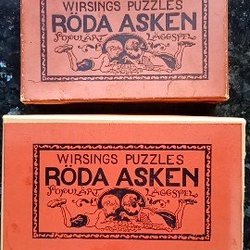 WIRSINGS PUZZLES
RÖDA ASKEN
POPULÄRT LÄGGSPEL
WIRSINGS PUZZLES
RÖDA ASKEN
POPULÄRT LÄGGSPEL